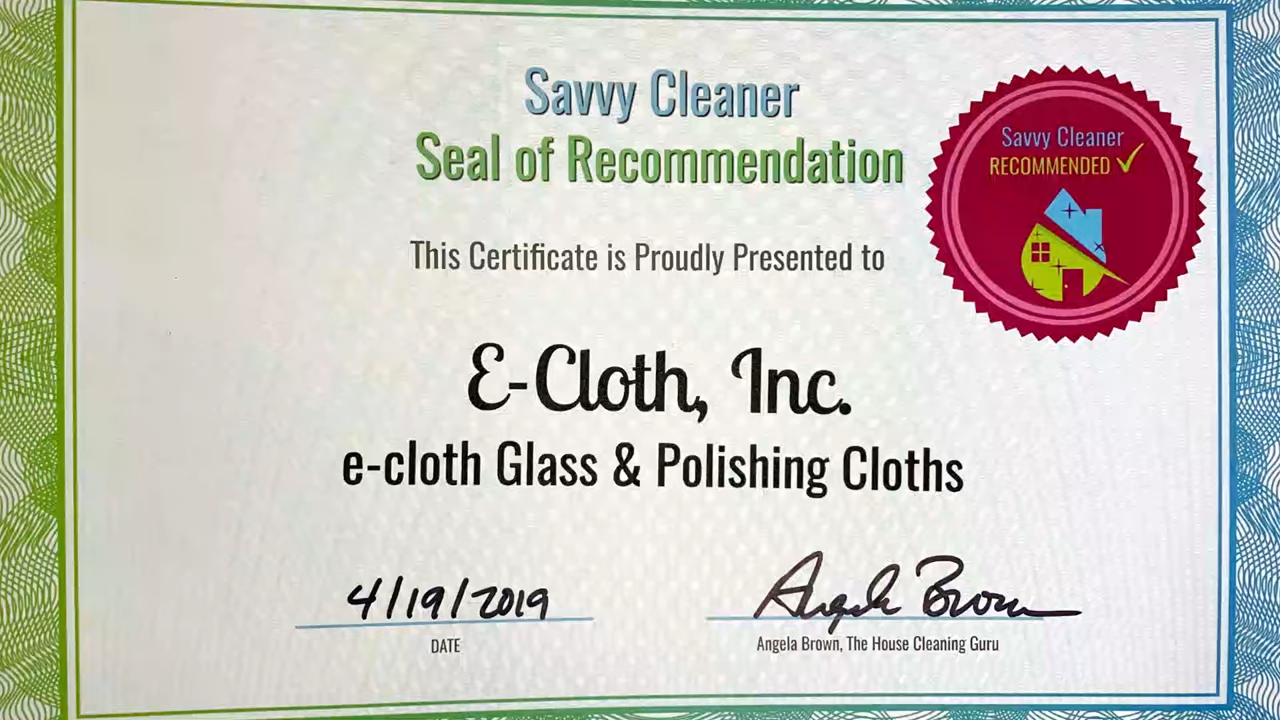 Savvy Cleaner
Seal of Recommendation
Savvy Cleaner
RECOMMENDED
This Certificate is Proudly Presented to
E-Cloth, Inc.
e-cloth Glass & Polishing Cloths
4/19/2019
Angela Brown
DATE
Angela Brown, The House Cleaning Guru